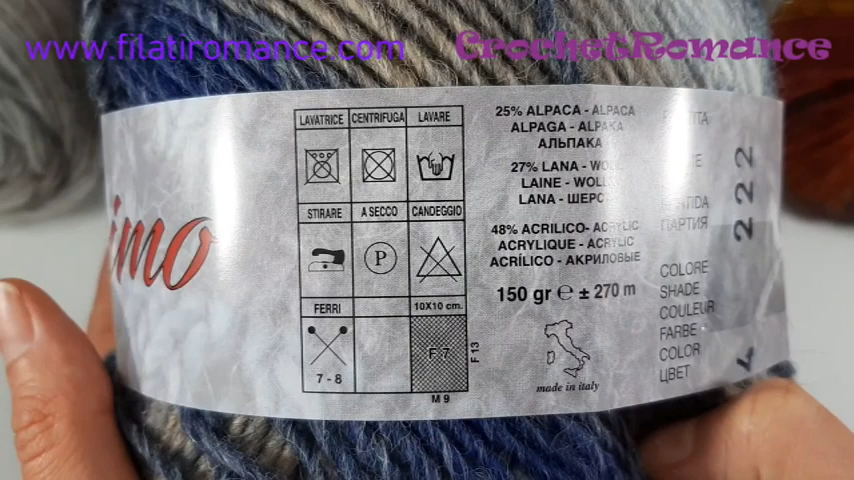 www.filatiromance.com CrochetRomance
LAVATRICE CENTRIFUGA LAVARE
STIRARE A SECCO CANDEGGIO
P
FERRI 10X10 cm.
7 - 8
F 7
F 13
M 9
imo
25% ALPACA - ALPACA
ALPAGA - ALPAKA
АЛЬПАКА
27% LANA - WOOL
LAINE - WOLLE
LANA - ШЕРС
48% ACRILICO- ACRYLIC
ACRYLIQUE - ACRYLIC
ACRÍLICO - АКРИЛОВЫЕ
150 gr ℮ ± 270 m
made in italy
ПАРТИЯ
222
COLORE
SHADE
COULEUR
FARBE
COLOR
ЦВЕТ